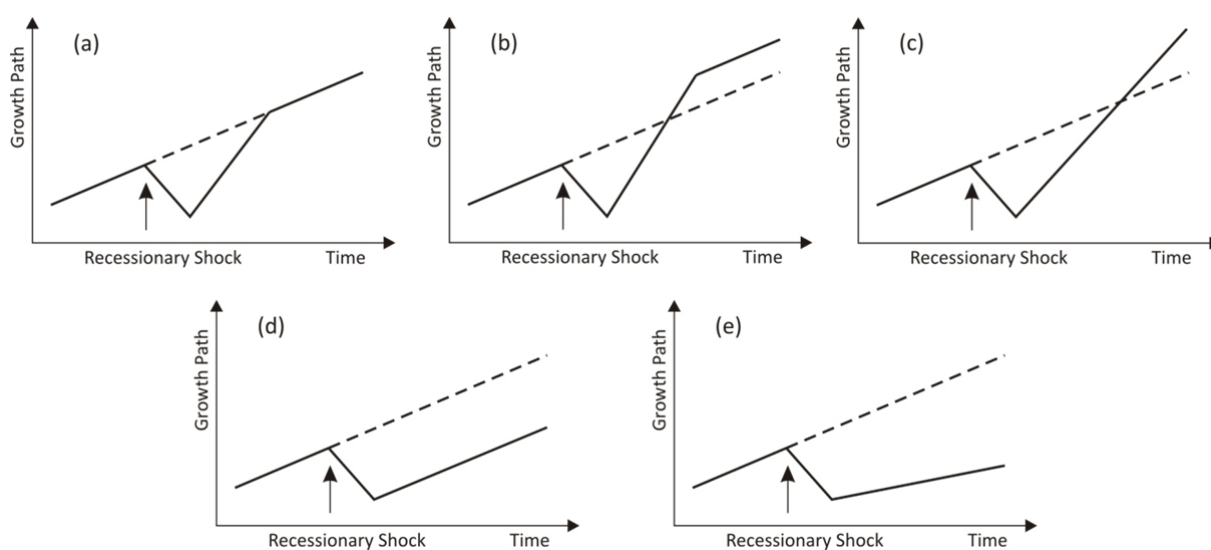 (a)
Growth Path
Recessionary Shock
Time
(b)
Growth Path
Recessionary Shock
Time
(c)
Growth Path
Recessionary Shock
Time
(d)
Growth Path
Recessionary Shock
Time
(e)
Growth Path
Recessionary Shock
Time